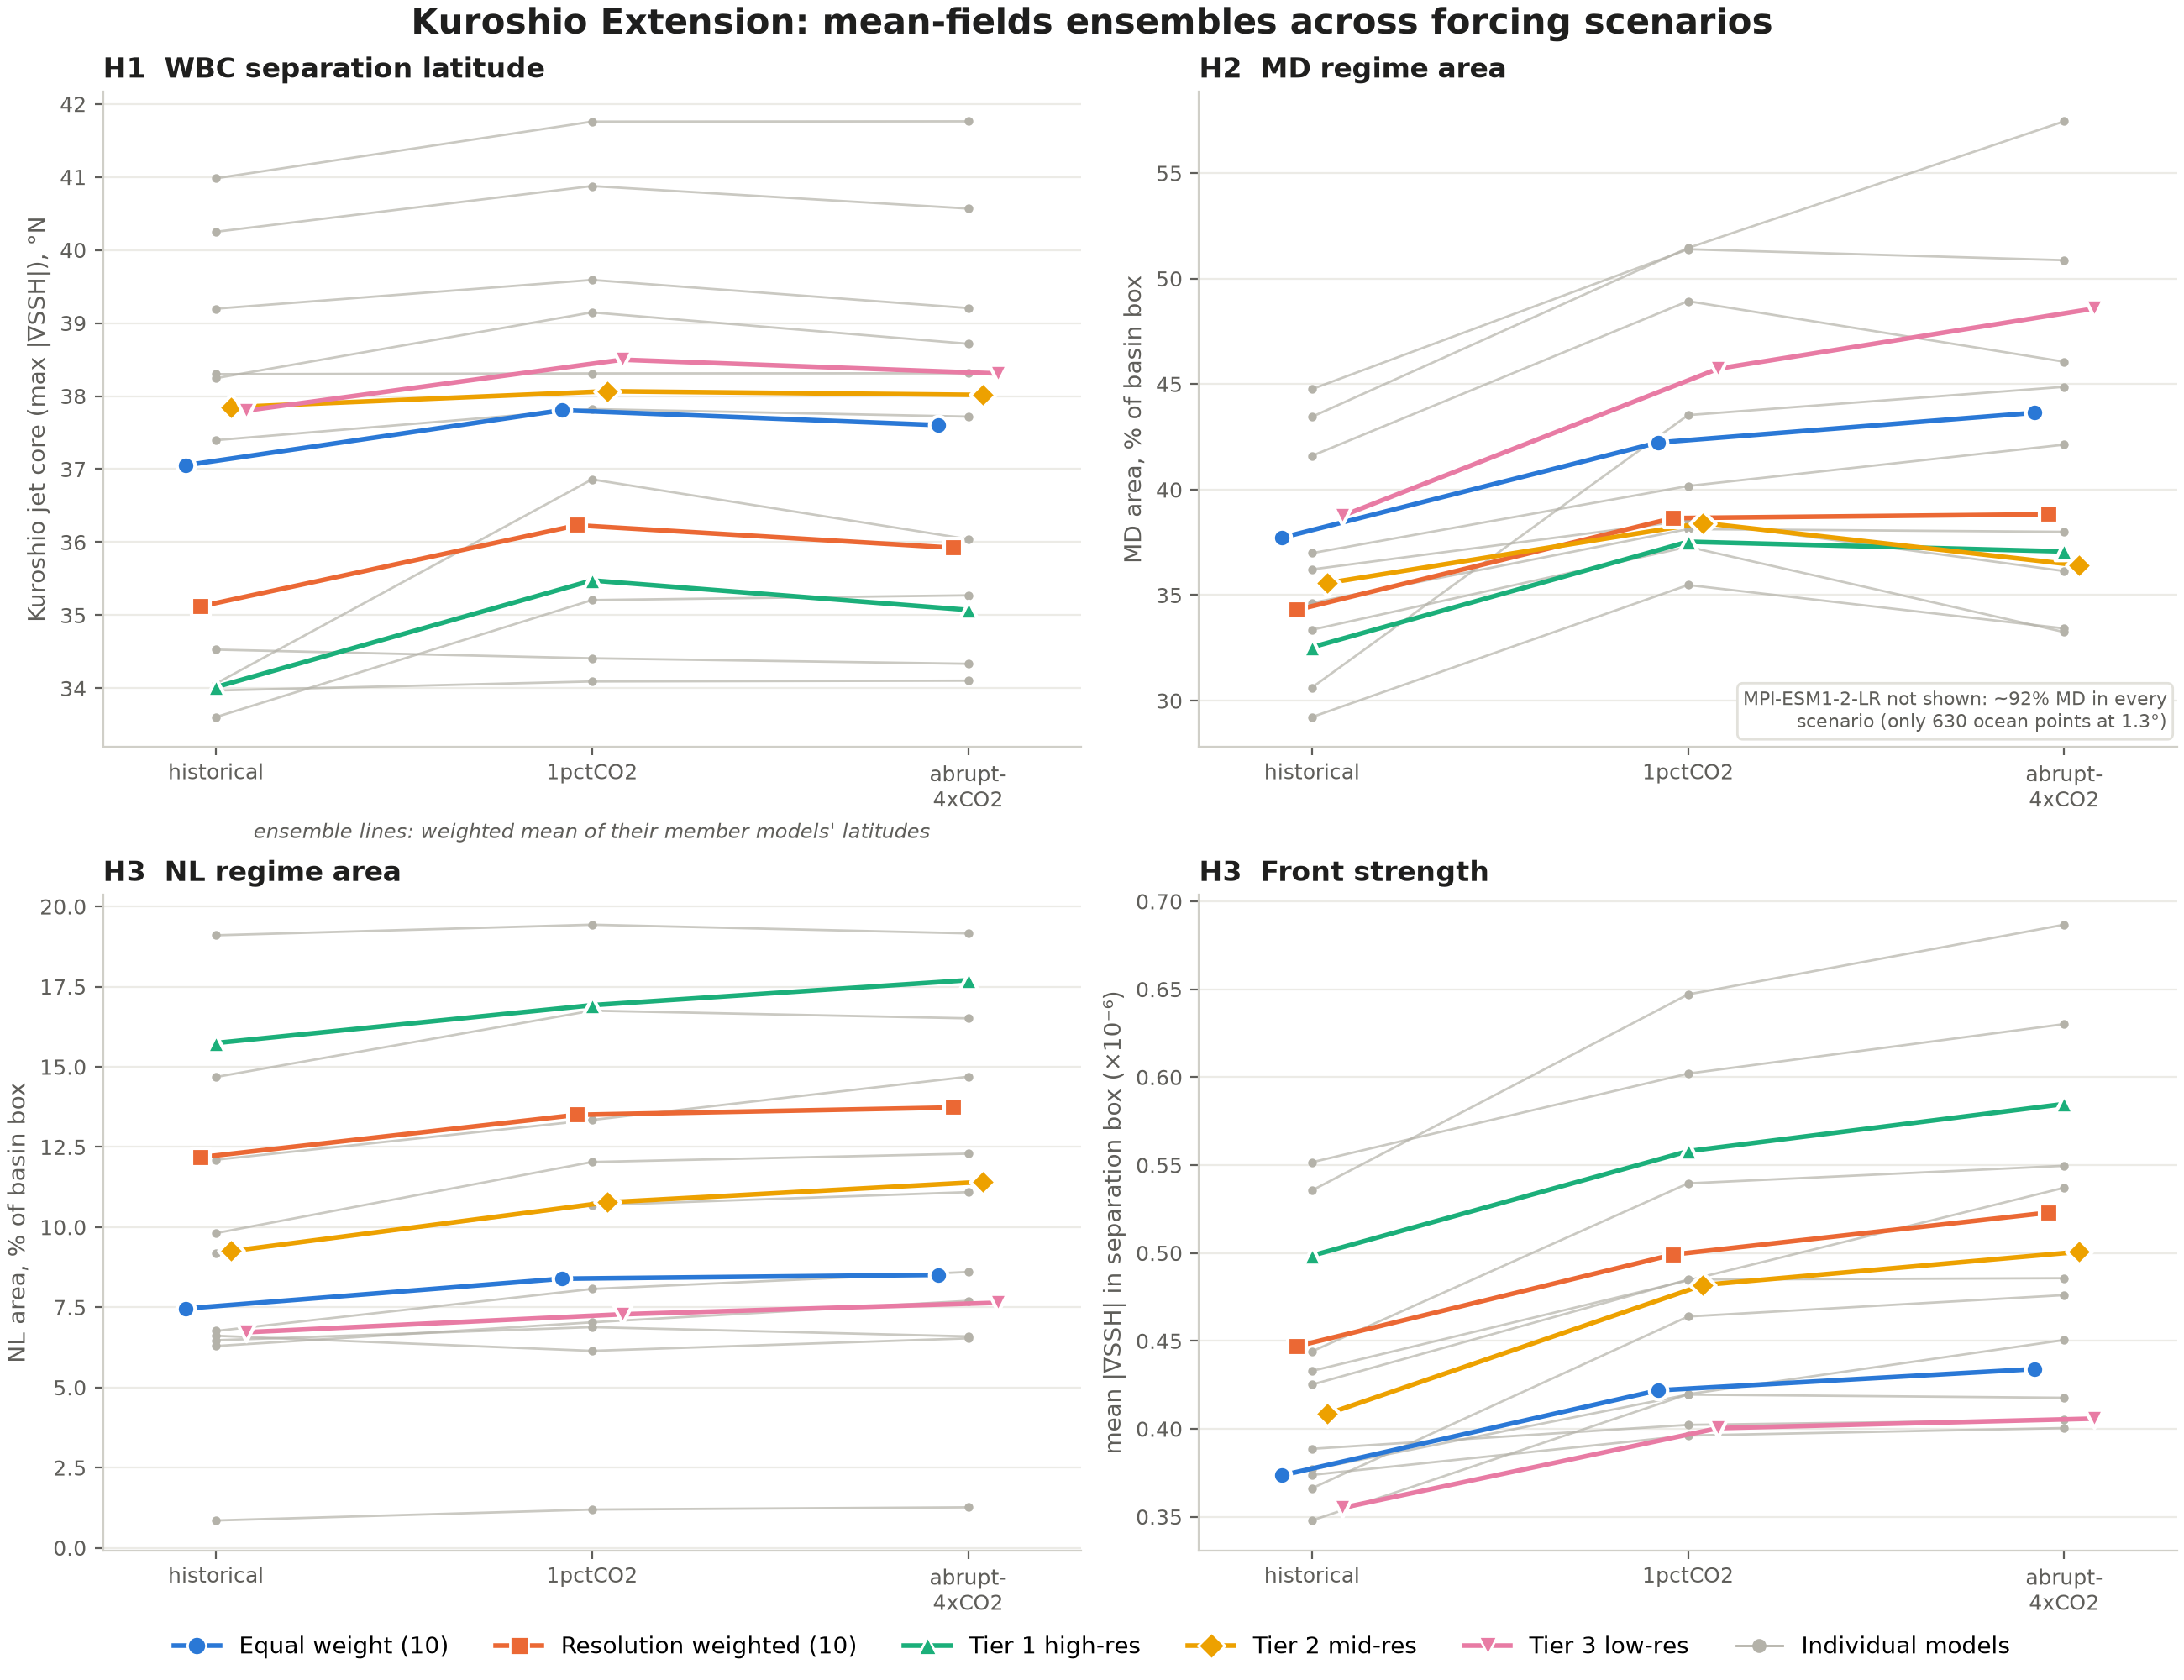 Kuroshio Extension: mean-fields ensembles across forcing scenarios
H1 WBC separation latitude
Kuroshio jet core (max |∇SSH|), °N
42
41
40
39
38
37
36
35
34
historical
1pctCO2
abrupt-
4xCO2
ensemble lines: weighted mean of their member models' latitudes
H2 MD regime area
MD area, % of basin box
55
50
45
40
35
30
MPI-ESM1-2-LR not shown: ~92% MD in every
scenario (only 630 ocean points at 1.3°)
historical
1pctCO2
abrupt-
4xCO2
H3 NL regime area
NL area, % of basin box
20.0
17.5
15.0
12.5
10.0
7.5
5.0
2.5
0.0
historical
1pctCO2
abrupt-
4xCO2
H3 Front strength
mean |∇SSH| in separation box (×10⁻⁶)
0.70
0.65
0.60
0.55
0.50
0.45
0.40
0.35
historical
1pctCO2
abrupt-
4xCO2
Equal weight (10)
Resolution weighted (10)
Tier 1 high-res
Tier 2 mid-res
Tier 3 low-res
Individual models